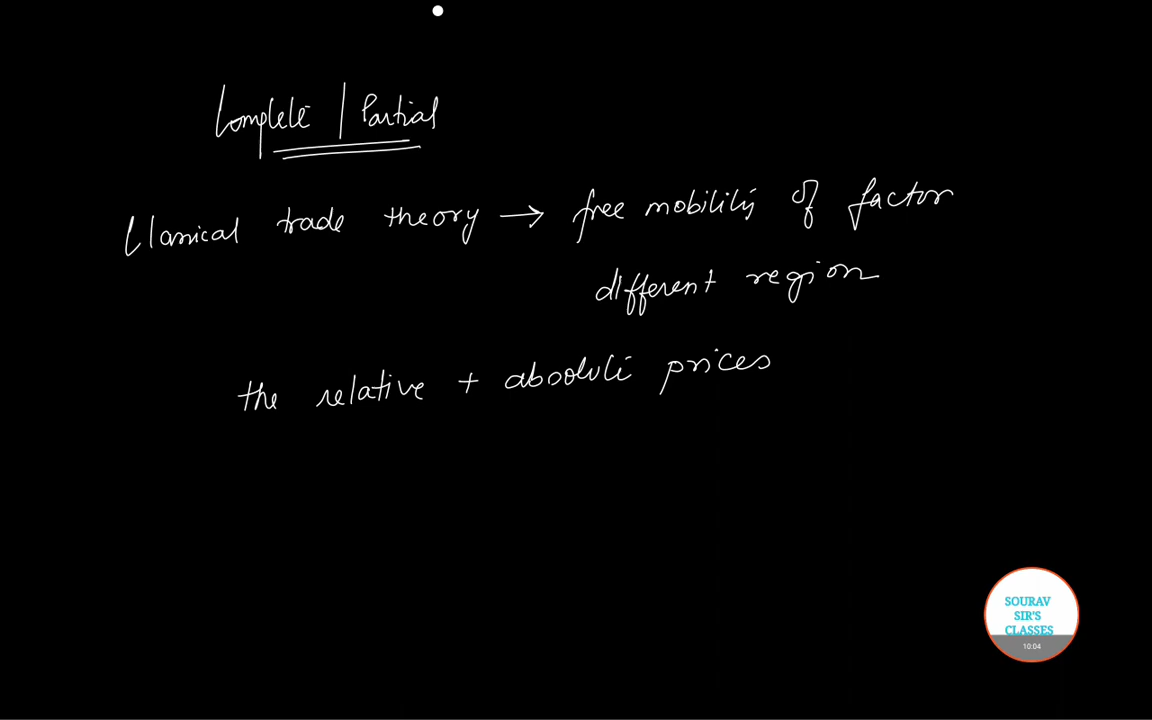 Complete | Partial
Classical trade theory → free mobility of factor
different region
the relative + absolute prices
SOURAV
SIR'S
CLASSES
10:04